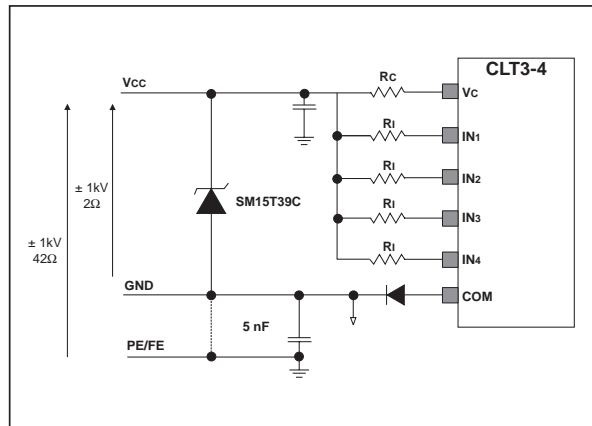 CLT3-4
VCC
RC
VC
RI
IN1
± 1kV
2Ω
RI
IN2
SM15T39C
± 1kV
42Ω
RI
IN3
RI
IN4
GND
COM
5 nF
PE/FE